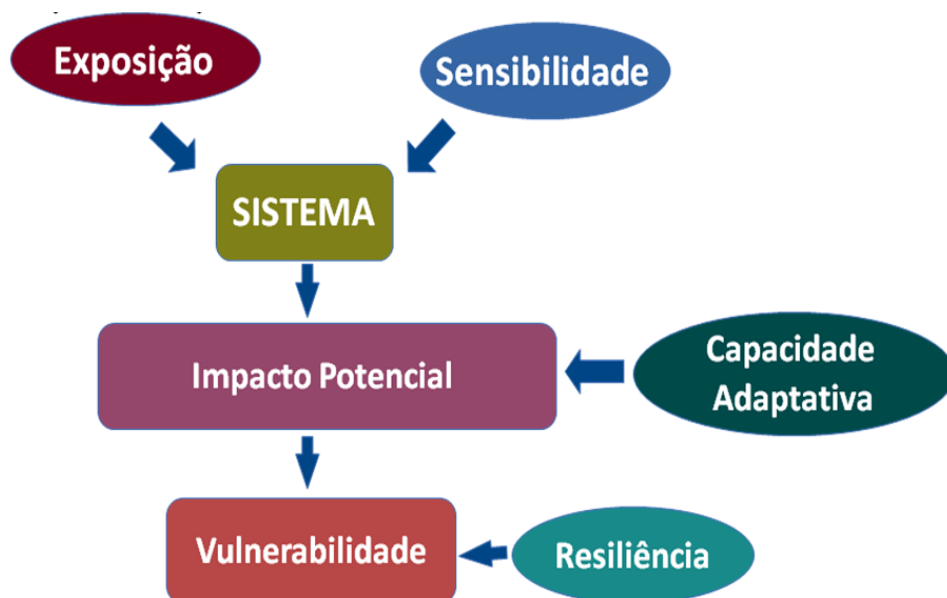 Exposição
Sensibilidade
SISTEMA
Impacto Potencial
Capacidade
Adaptativa
Vulnerabilidade
Resiliência